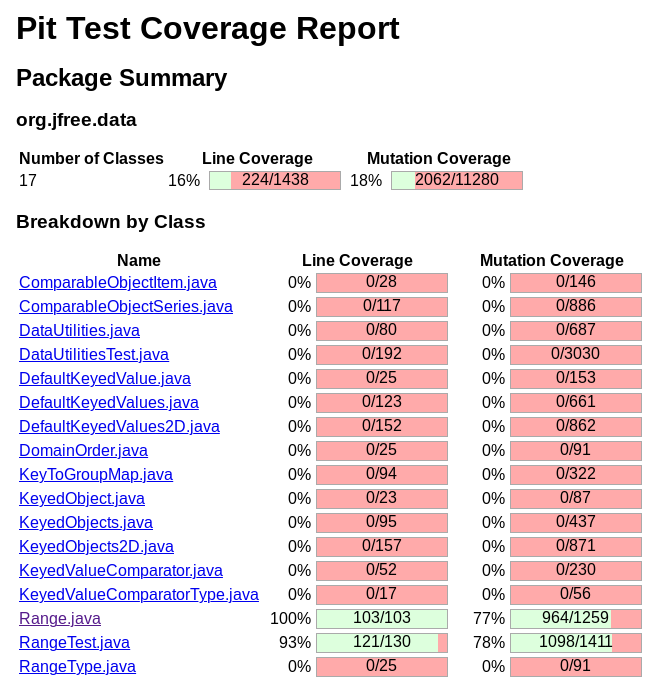 Pit Test Coverage Report
Package Summary
org.jfree.data
Number of Classes Line Coverage Mutation Coverage
17 16% 224/1438 18% 2062/11280
Breakdown by Class
Name Line Coverage Mutation Coverage
ComparableObjectItem.java 0% 0/28 0% 0/146
ComparableObjectSeries.java 0% 0/117 0% 0/886
DataUtilities.java 0% 0/80 0% 0/687
DataUtilitiesTest.java 0% 0/192 0% 0/3030
DefaultKeyedValue.java 0% 0/25 0% 0/153
DefaultKeyedValues.java 0% 0/123 0% 0/661
DefaultKeyedValues2D.java 0% 0/152 0% 0/862
DomainOrder.java 0% 0/25 0% 0/91
KeyToGroupMap.java 0% 0/94 0% 0/322
KeyedObject.java 0% 0/23 0% 0/87
KeyedObjects.java 0% 0/95 0% 0/437
KeyedObjects2D.java 0% 0/157 0% 0/871
KeyedValueComparator.java 0% 0/52 0% 0/230
KeyedValueComparatorType.java 0% 0/17 0% 0/56
Range.java 100% 103/103 77% 964/1259
RangeTest.java 93% 121/130 78% 1098/1411
RangeType.java 0% 0/25 0% 0/91